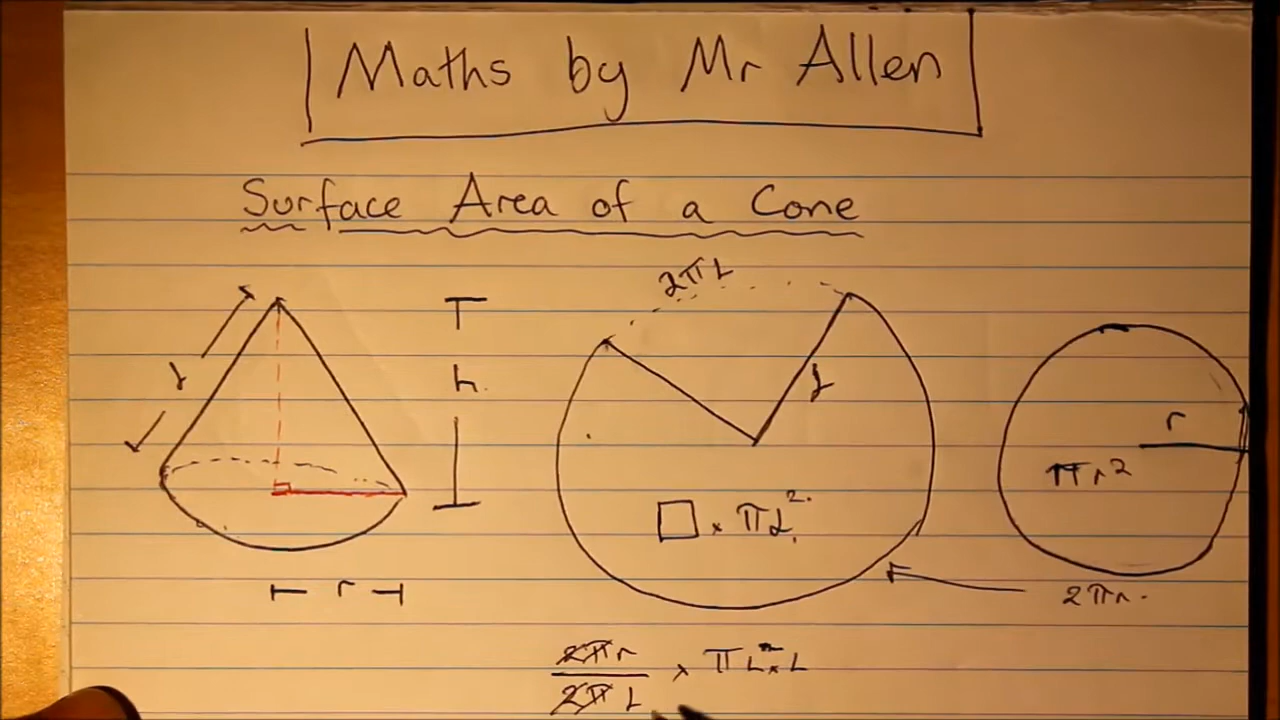 Maths by Mr Allen
Surface Area of a Cone
2πL
L
h
L
r
□ × πL²
πr²
r
2πr
2πr / 2πL × πL × L